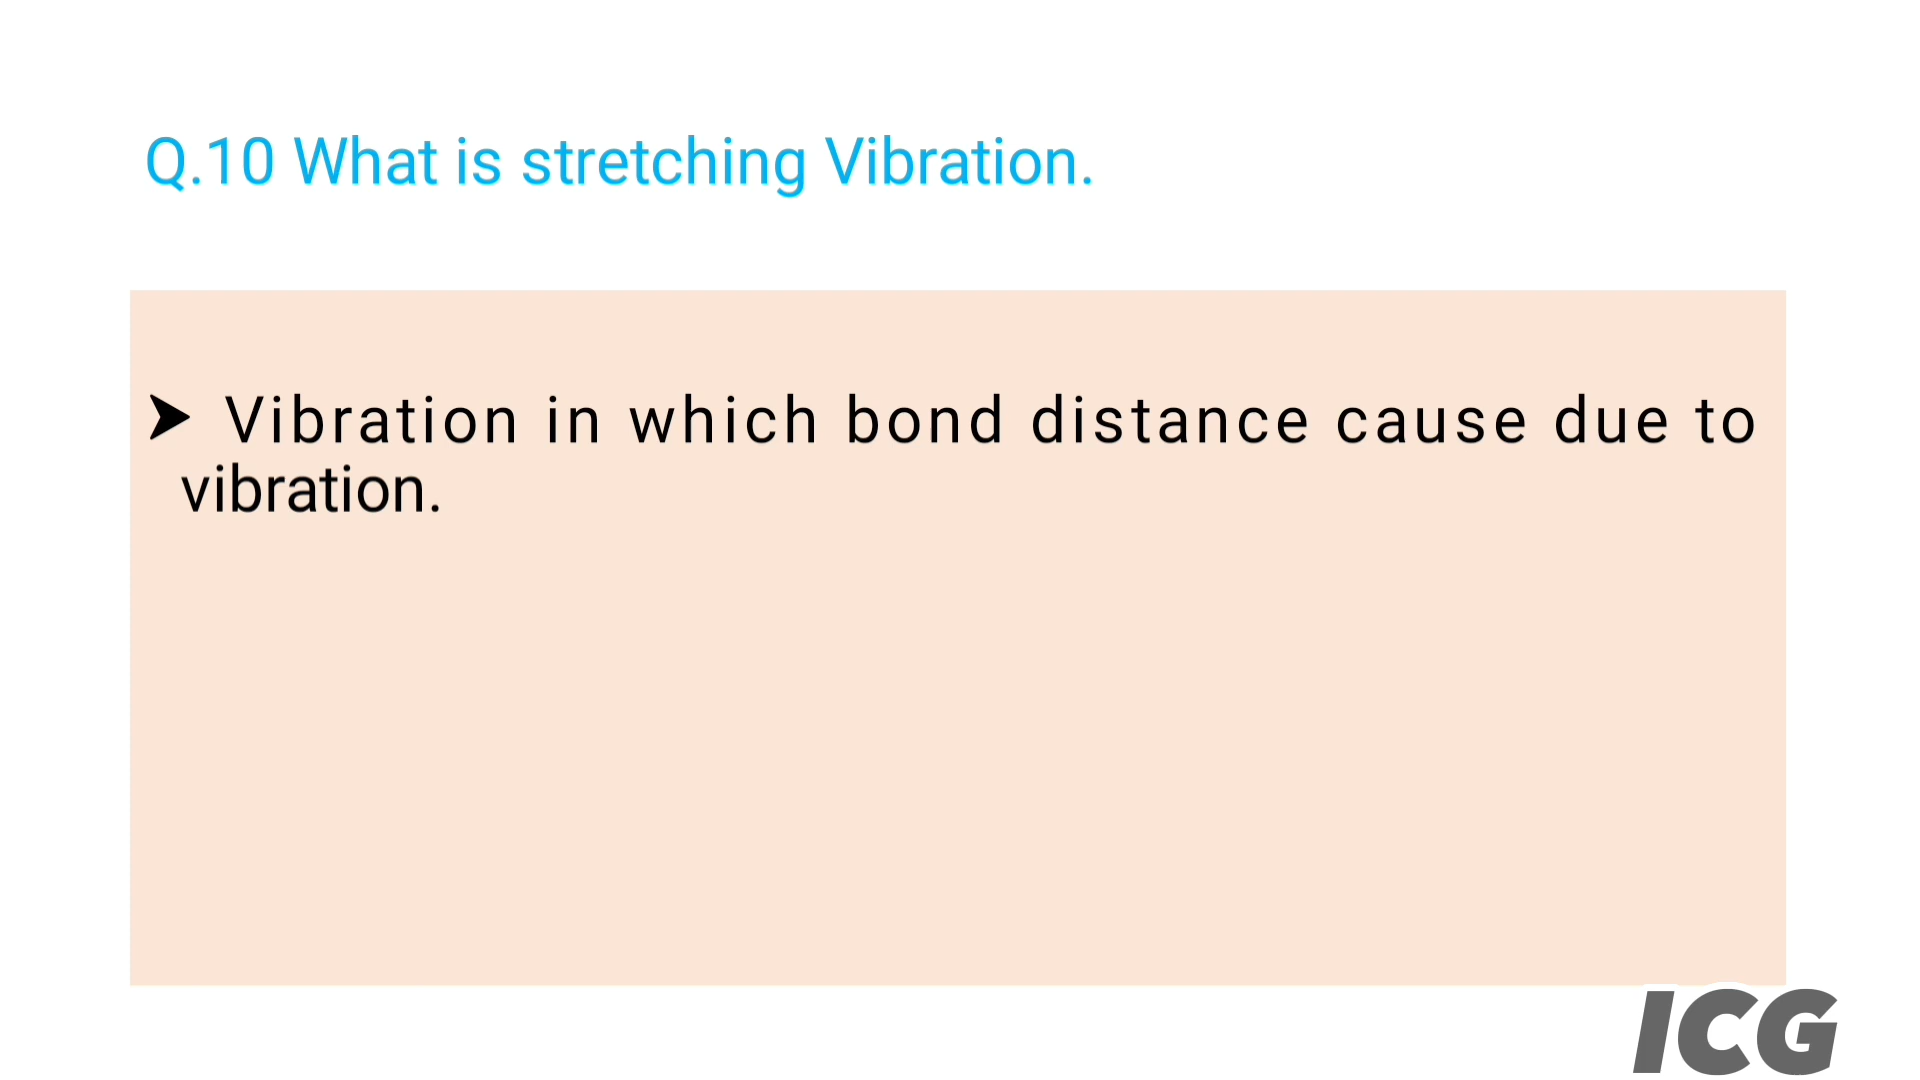 Q.10 What is stretching Vibration.
➤ Vibration in which bond distance cause due to
vibration.
ICG